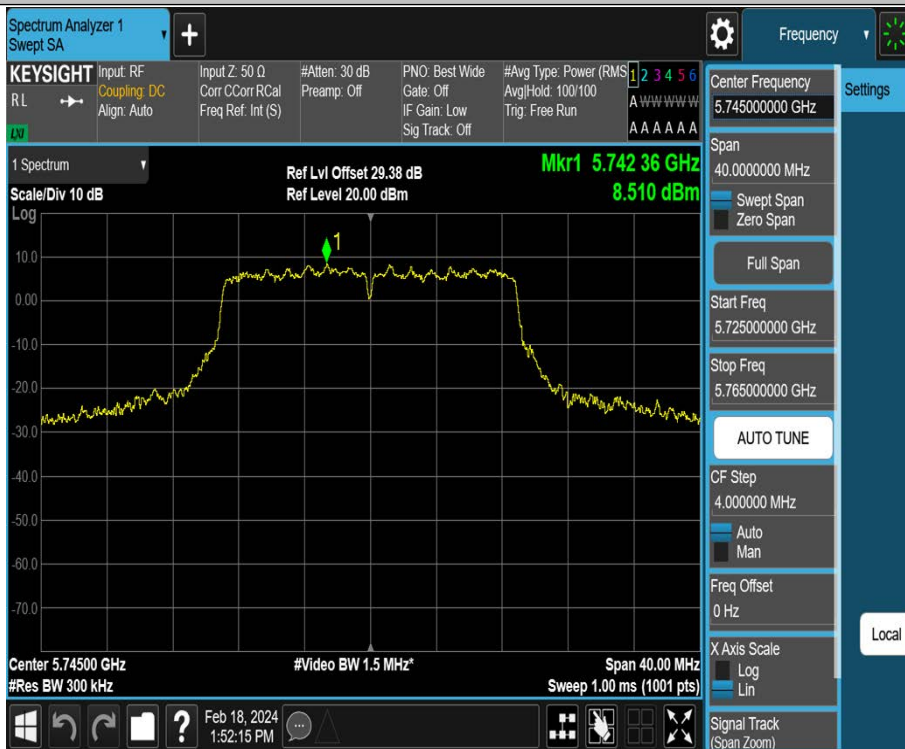 Spectrum Analyzer 1
Swept SA
+
Frequency
KEYSIGHT
RL
LXI
Input: RF
Coupling: DC
Align: Auto
Input Z: 50 Ω
Corr CCorr RCal
Freq Ref: Int (S)
#Atten: 30 dB
Preamp: Off
PNO: Best Wide
Gate: Off
IF Gain: Low
Sig Track: Off
#Avg Type: Power (RMS
Avg|Hold: 100/100
Trig: Free Run
1 2 3 4 5 6
A W W W W W
A A A A A A
1 Spectrum
Scale/Div 10 dB
Log
Ref Lvl Offset 29.38 dB
Ref Level 20.00 dBm
Mkr1 5.742 36 GHz
8.510 dBm
1
10.0
0.00
-10.0
-20.0
-30.0
-40.0
-50.0
-60.0
-70.0
Center 5.74500 GHz
#Res BW 300 kHz
#Video BW 1.5 MHz*
Span 40.00 MHz
Sweep 1.00 ms (1001 pts)
Feb 18, 2024
1:52:15 PM
?
Center Frequency
5.745000000 GHz
Span
40.0000000 MHz
Swept Span
Zero Span
Full Span
Start Freq
5.725000000 GHz
Stop Freq
5.765000000 GHz
AUTO TUNE
CF Step
4.000000 MHz
Auto
Man
Freq Offset
0 Hz
X Axis Scale
Log
Lin
Signal Track
(Span Zoom)
Settings
Local